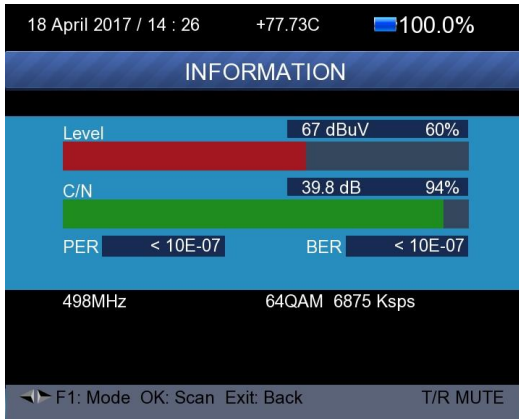 18 April 2017 / 14 : 26 +77.73C 100.0%
INFORMATION
Level 67 dBuV 60%
C/N 39.8 dB 94%
PER < 10E-07 BER < 10E-07
498MHz 64QAM 6875 Ksps
F1: Mode OK: Scan Exit: Back T/R MUTE